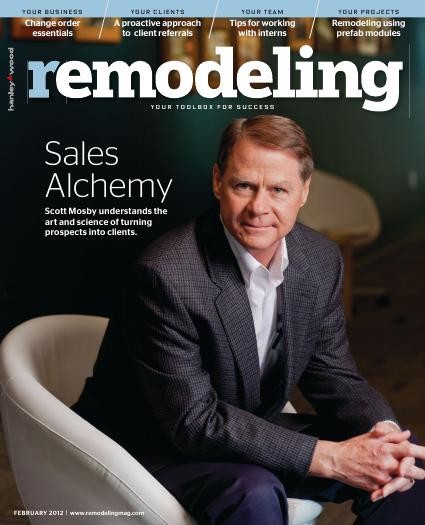 YOUR BUSINESS
Change order
essentials
YOUR CLIENTS
A proactive approach
to client referrals
YOUR TEAM
Tips for working
with interns
YOUR PROJECTS
Remodeling using
prefab modules
hanley wood
remodeling
YOUR TOOLBOX FOR SUCCESS
Sales
Alchemy
Scott Mosby understands the
art and science of turning
prospects into clients.
FEBRUARY 2012 | www.remodelingmag.com